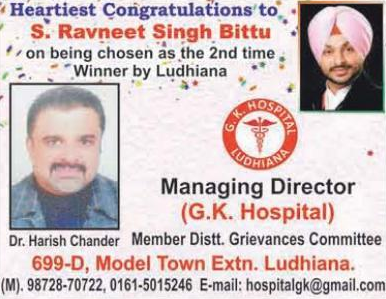 Heartiest Congratulations to
S. Ravneet Singh Bittu
on being chosen as the 2nd time
Winner by Ludhiana
G.K. HOSPITAL
LUDHIANA
Managing Director
(G.K. Hospital)
Dr. Harish Chander Member Distt. Grievances Committee
699-D, Model Town Extn. Ludhiana.
(M). 98728-70722, 0161-5015246 E-mail: hospitalgk@gmail.com